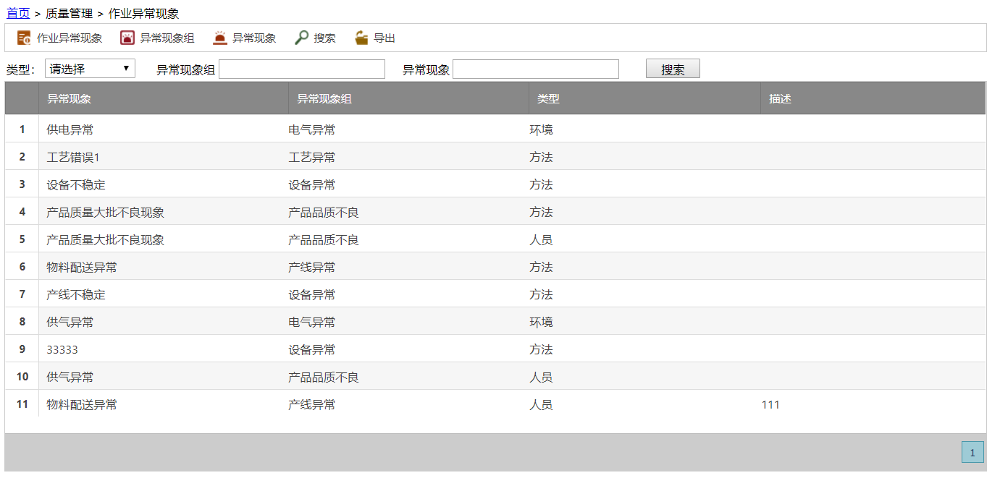 首页 > 质量管理 > 作业异常现象
作业异常现象 异常现象组 异常现象 搜索 导出
类型: 请选择 异常现象组 异常现象 搜索
异常现象 异常现象组 类型 描述
1 供电异常 电气异常 环境
2 工艺错误1 工艺异常 方法
3 设备不稳定 设备异常 方法
4 产品质量大批不良现象 产品品质不良 方法
5 产品质量大批不良现象 产品品质不良 人员
6 物料配送异常 产线异常 方法
7 产线不稳定 设备异常 方法
8 供气异常 电气异常 环境
9 33333 设备异常 方法
10 供气异常 产品品质不良 人员
11 物料配送异常 产线异常 人员 111
1